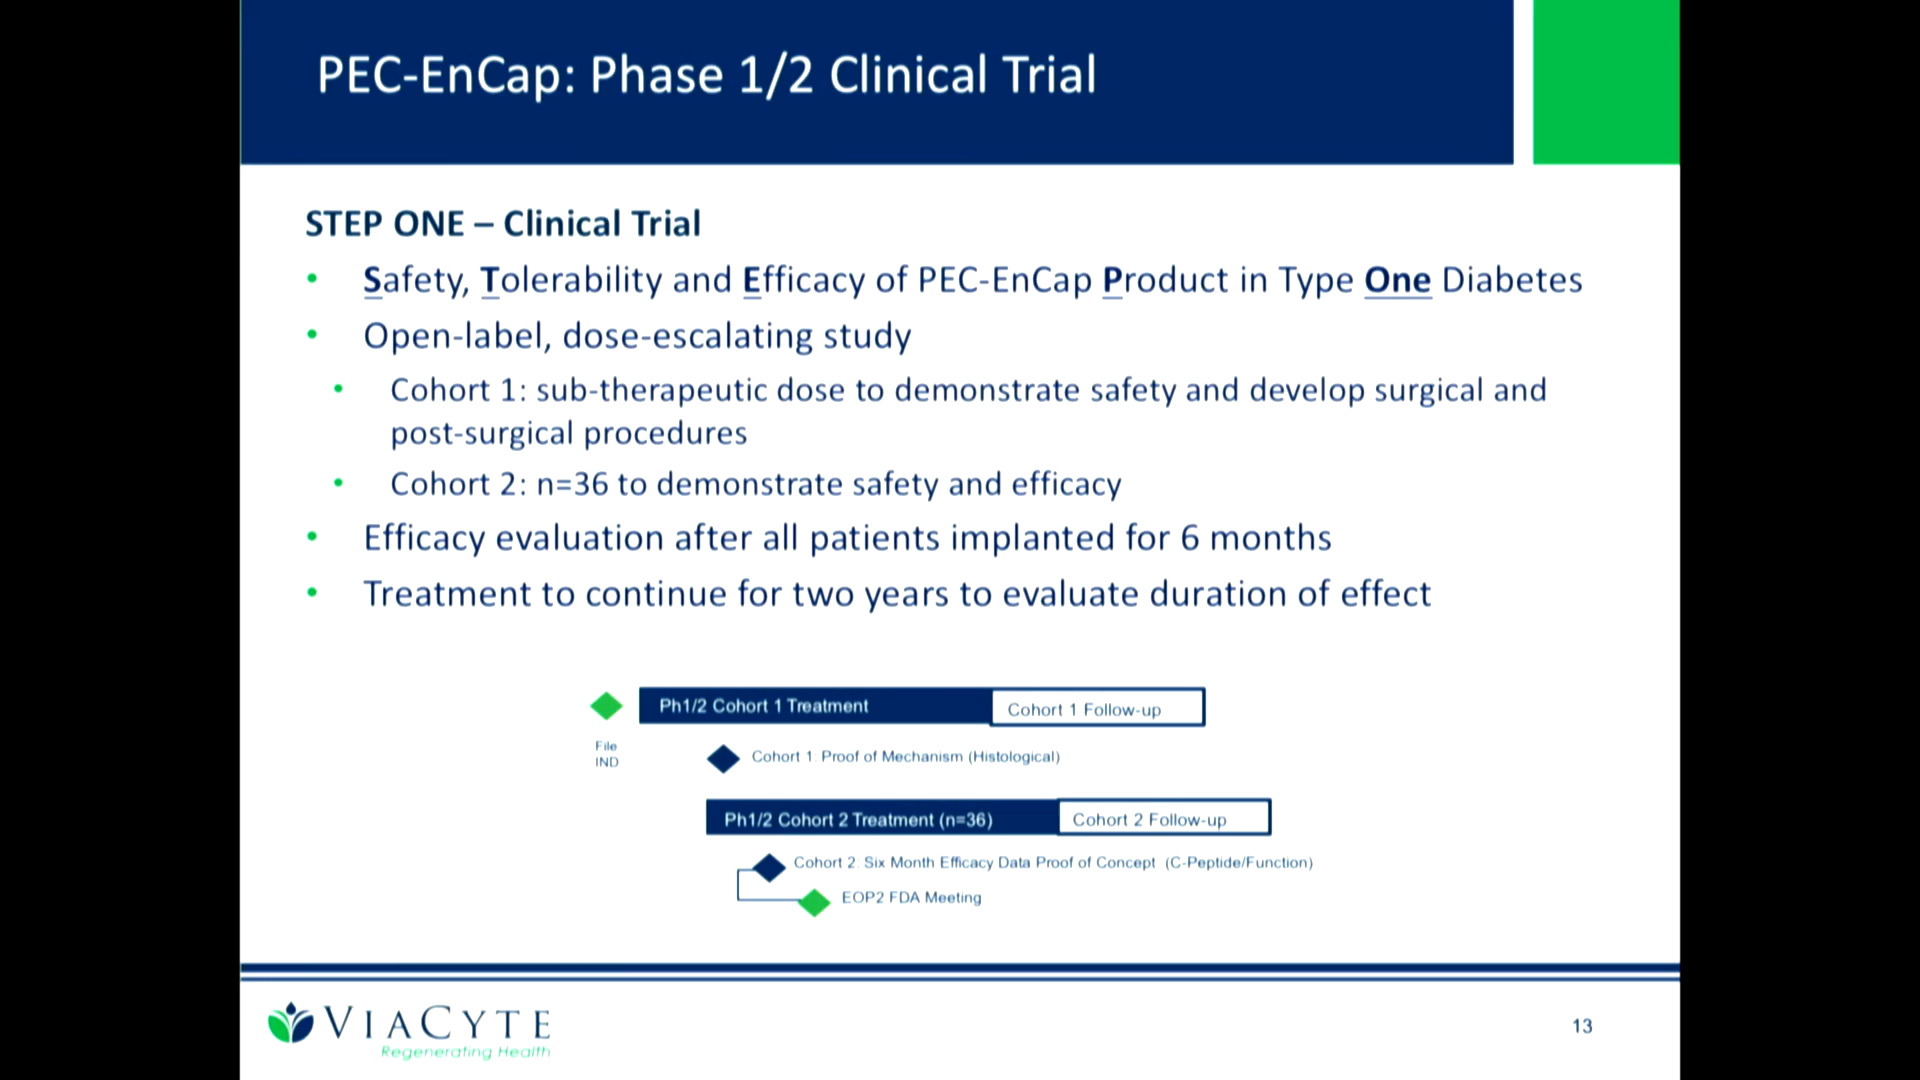 PEC-EnCap: Phase 1/2 Clinical Trial
STEP ONE – Clinical Trial
• Safety, Tolerability and Efficacy of PEC-EnCap Product in Type One Diabetes
• Open-label, dose-escalating study
• Cohort 1: sub-therapeutic dose to demonstrate safety and develop surgical and
post-surgical procedures
• Cohort 2: n=36 to demonstrate safety and efficacy
• Efficacy evaluation after all patients implanted for 6 months
• Treatment to continue for two years to evaluate duration of effect
Ph1/2 Cohort 1 Treatment
Cohort 1 Follow-up
File
IND
Cohort 1: Proof of Mechanism (Histological)
Ph1/2 Cohort 2 Treatment (n=36)
Cohort 2 Follow-up
Cohort 2: Six Month Efficacy Data Proof of Concept (C-Peptide/Function)
EOP2 FDA Meeting
VIACYTE
Regenerating Health
13